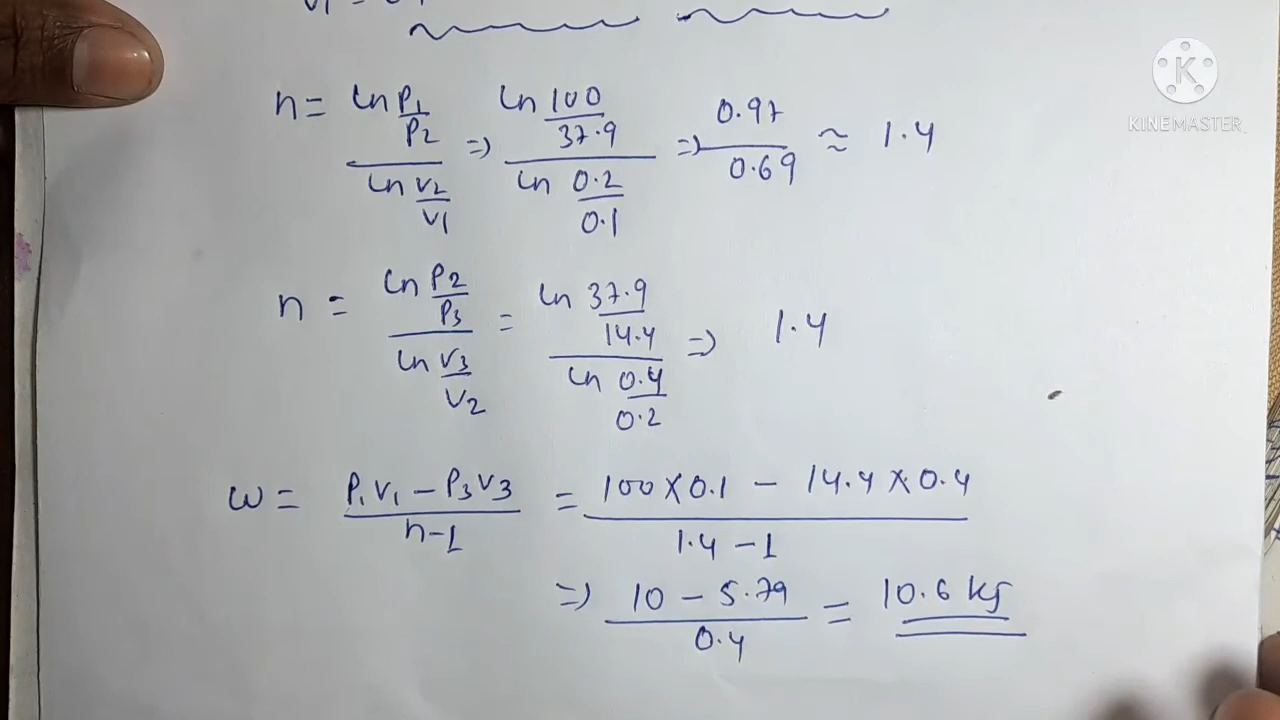 K
KINEMASTER
n = ln P1/P2 / ln V2/V1 => ln 100/37.9 / ln 0.2/0.1 => 0.97/0.69 ≈ 1.4
n = ln P2/P3 / ln V3/V2 = ln 37.9/14.4 / ln 0.4/0.2 => 1.4
W = P1V1 - P3V3 / n-1 = 100 × 0.1 - 14.4 × 0.4 / 1.4 - 1
=> 10 - 5.79 / 0.4 = 10.6 kJ